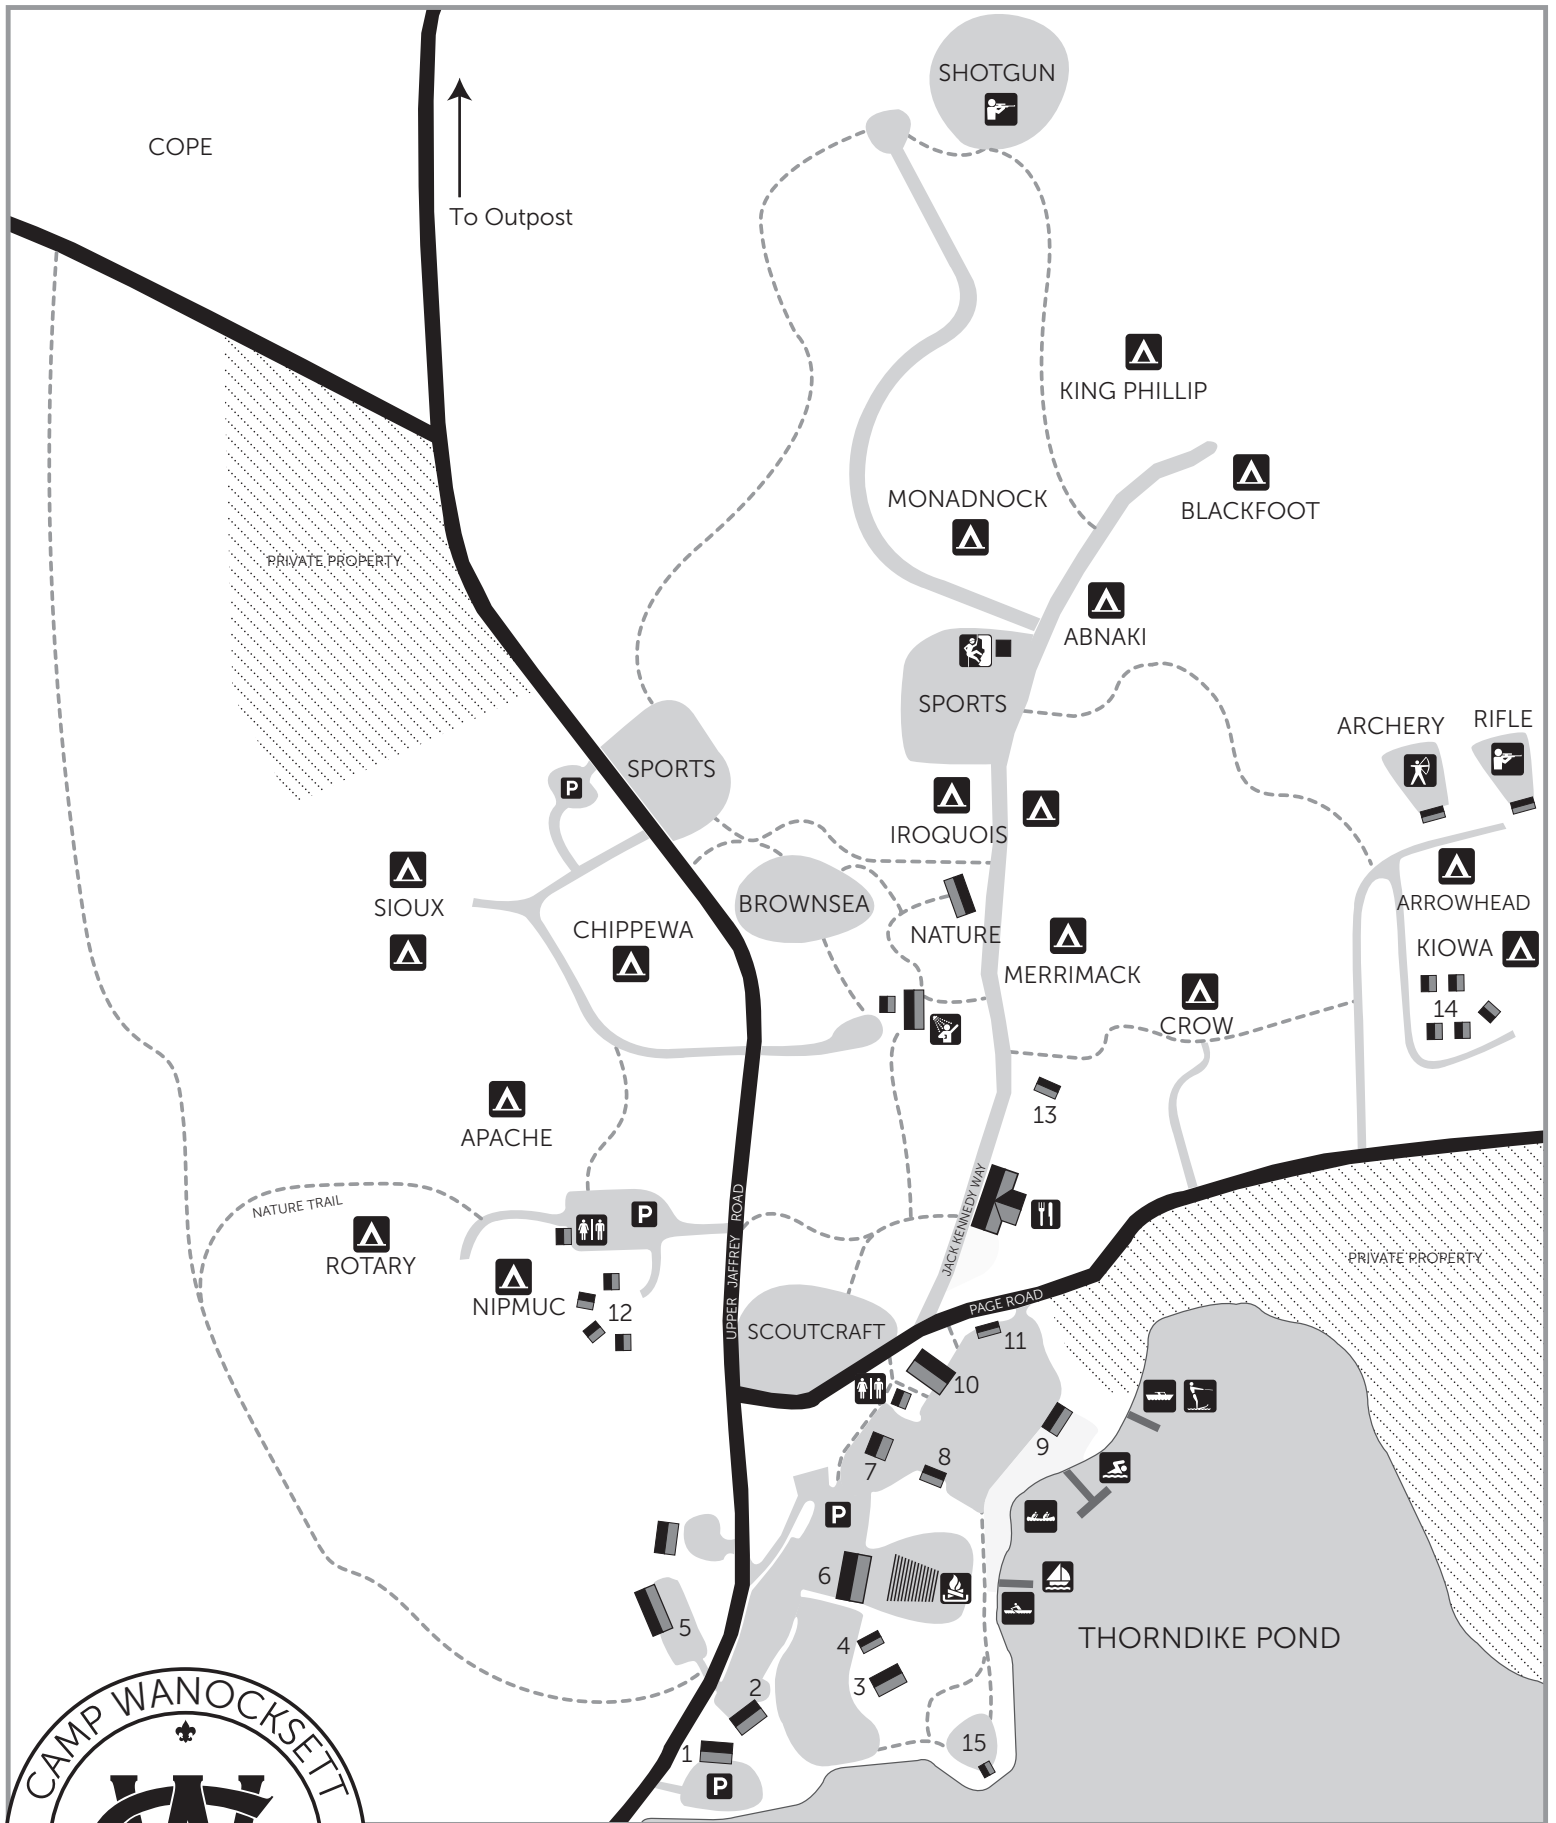 SHOTGUN
COPE
To Outpost
KING PHILLIP
MONADNOCK
BLACKFOOT
PRIVATE PROPERTY
ABNAKI
SPORTS
ARCHERY
RIFLE
SPORTS
P
IROQUOIS
SIOUX
BROWNSEA
ARROWHEAD
CHIPPEWA
NATURE
KIOWA
MERRIMACK
14
CROW
13
APACHE
NATURE TRAIL
P
JACK KENNEDY WAY
UPPER JAFFREY ROAD
ROTARY
PRIVATE PROPERTY
NIPMUC
12
PAGE ROAD
SCOUTCRAFT
11
10
9
8
7
P
6
5
4
THORNDIKE POND
3
2
15
1
P
CAMP WANOCKSETT